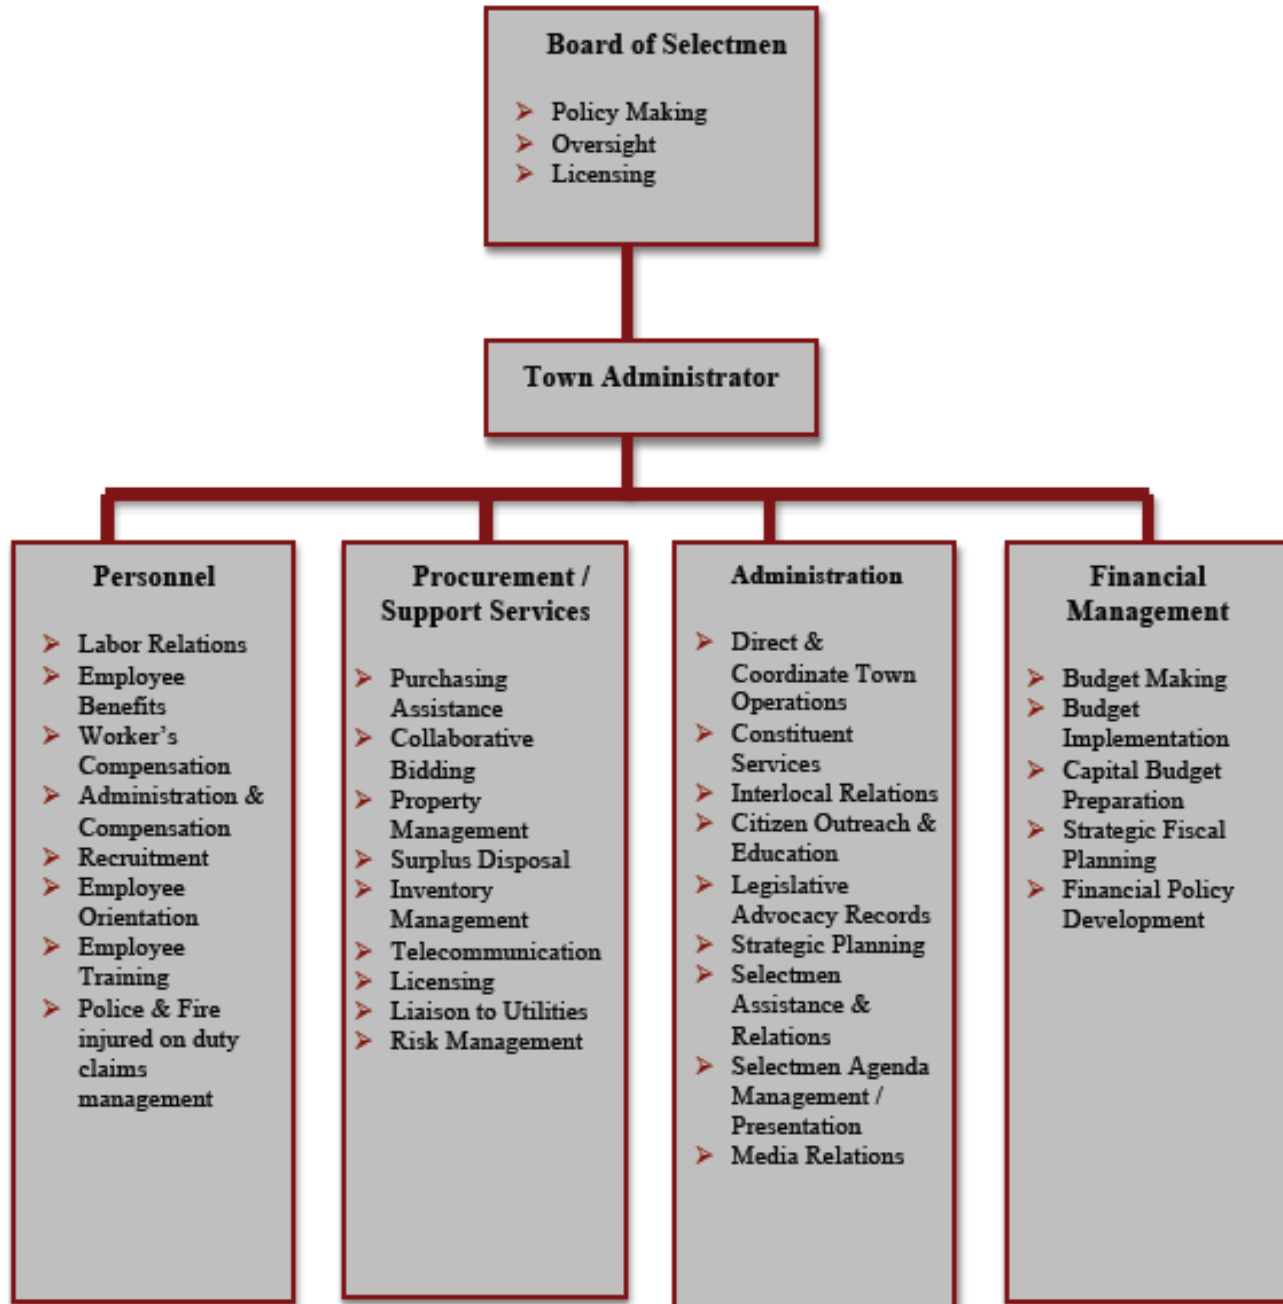 Board of Selectmen
➢ Policy Making
➢ Oversight
➢ Licensing
Town Administrator
Personnel
➢ Labor Relations
➢ Employee
Benefits
➢ Worker's
Compensation
➢ Administration &
Compensation
➢ Recruitment
➢ Employee
Orientation
➢ Employee
Training
➢ Police & Fire
injured on duty
claims
management
Procurement /
Support Services
➢ Purchasing
Assistance
➢ Collaborative
Bidding
➢ Property
Management
➢ Surplus Disposal
➢ Inventory
Management
➢ Telecommunication
➢ Licensing
➢ Liaison to Utilities
➢ Risk Management
Administration
➢ Direct &
Coordinate Town
Operations
➢ Constituent
Services
➢ Interlocal Relations
➢ Citizen Outreach &
Education
➢ Legislative
Advocacy Records
➢ Strategic Planning
➢ Selectmen
Assistance &
Relations
➢ Selectmen Agenda
Management /
Presentation
➢ Media Relations
Financial
Management
➢ Budget Making
➢ Budget
Implementation
➢ Capital Budget
Preparation
➢ Strategic Fiscal
Planning
➢ Financial Policy
Development